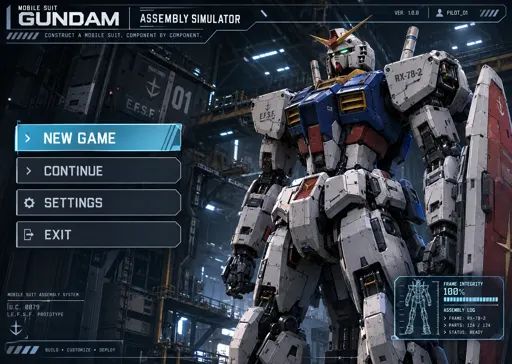 MOBILE SUIT
GUNDAM
ASSEMBLY SIMULATOR
CONSTRUCT A MOBILE SUIT, COMPONENT BY COMPONENT.
VER. 1.0.0
PILOT_01
E.F.S.F.
01
RX-78-2
E.F.S.F.
NEW GAME
CONTINUE
SETTINGS
EXIT
MOBILE SUIT ASSEMBLY SYSTEM
U.C. 0079
PROTOTYPE
BUILD • CUSTOMIZE • DEPLOY
FRAME INTEGRITY
100%
ASSEMBLY LOG
> FRAME: RX-78-2
> PARTS: 124 / 124
> STATUS: READY